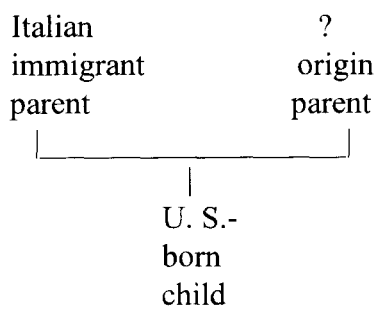 Italian
immigrant
parent
?
origin
parent
U. S.-
born
child